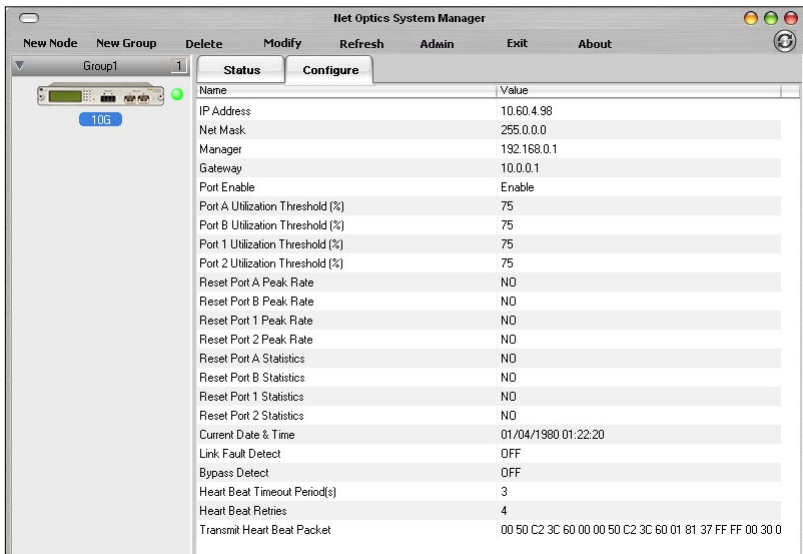 Net Optics System Manager
New Node New Group Delete Modify Refresh Admin Exit About
Group1 1
10G
Status Configure
Name Value
IP Address 10.60.4.98
Net Mask 255.0.0.0
Manager 192.168.0.1
Gateway 10.0.0.1
Port Enable Enable
Port A Utilization Threshold (%) 75
Port B Utilization Threshold (%) 75
Port 1 Utilization Threshold (%) 75
Port 2 Utilization Threshold (%) 75
Reset Port A Peak Rate NO
Reset Port B Peak Rate NO
Reset Port 1 Peak Rate NO
Reset Port 2 Peak Rate NO
Reset Port A Statistics NO
Reset Port B Statistics NO
Reset Port 1 Statistics NO
Reset Port 2 Statistics NO
Current Date & Time 01/04/1980 01:22:20
Link Fault Detect OFF
Bypass Detect OFF
Heart Beat Timeout Period(s) 3
Heart Beat Retries 4
Transmit Heart Beat Packet 00 50 C2 3C 60 00 00 50 C2 3C 60 01 81 37 FF FF 00 30 0